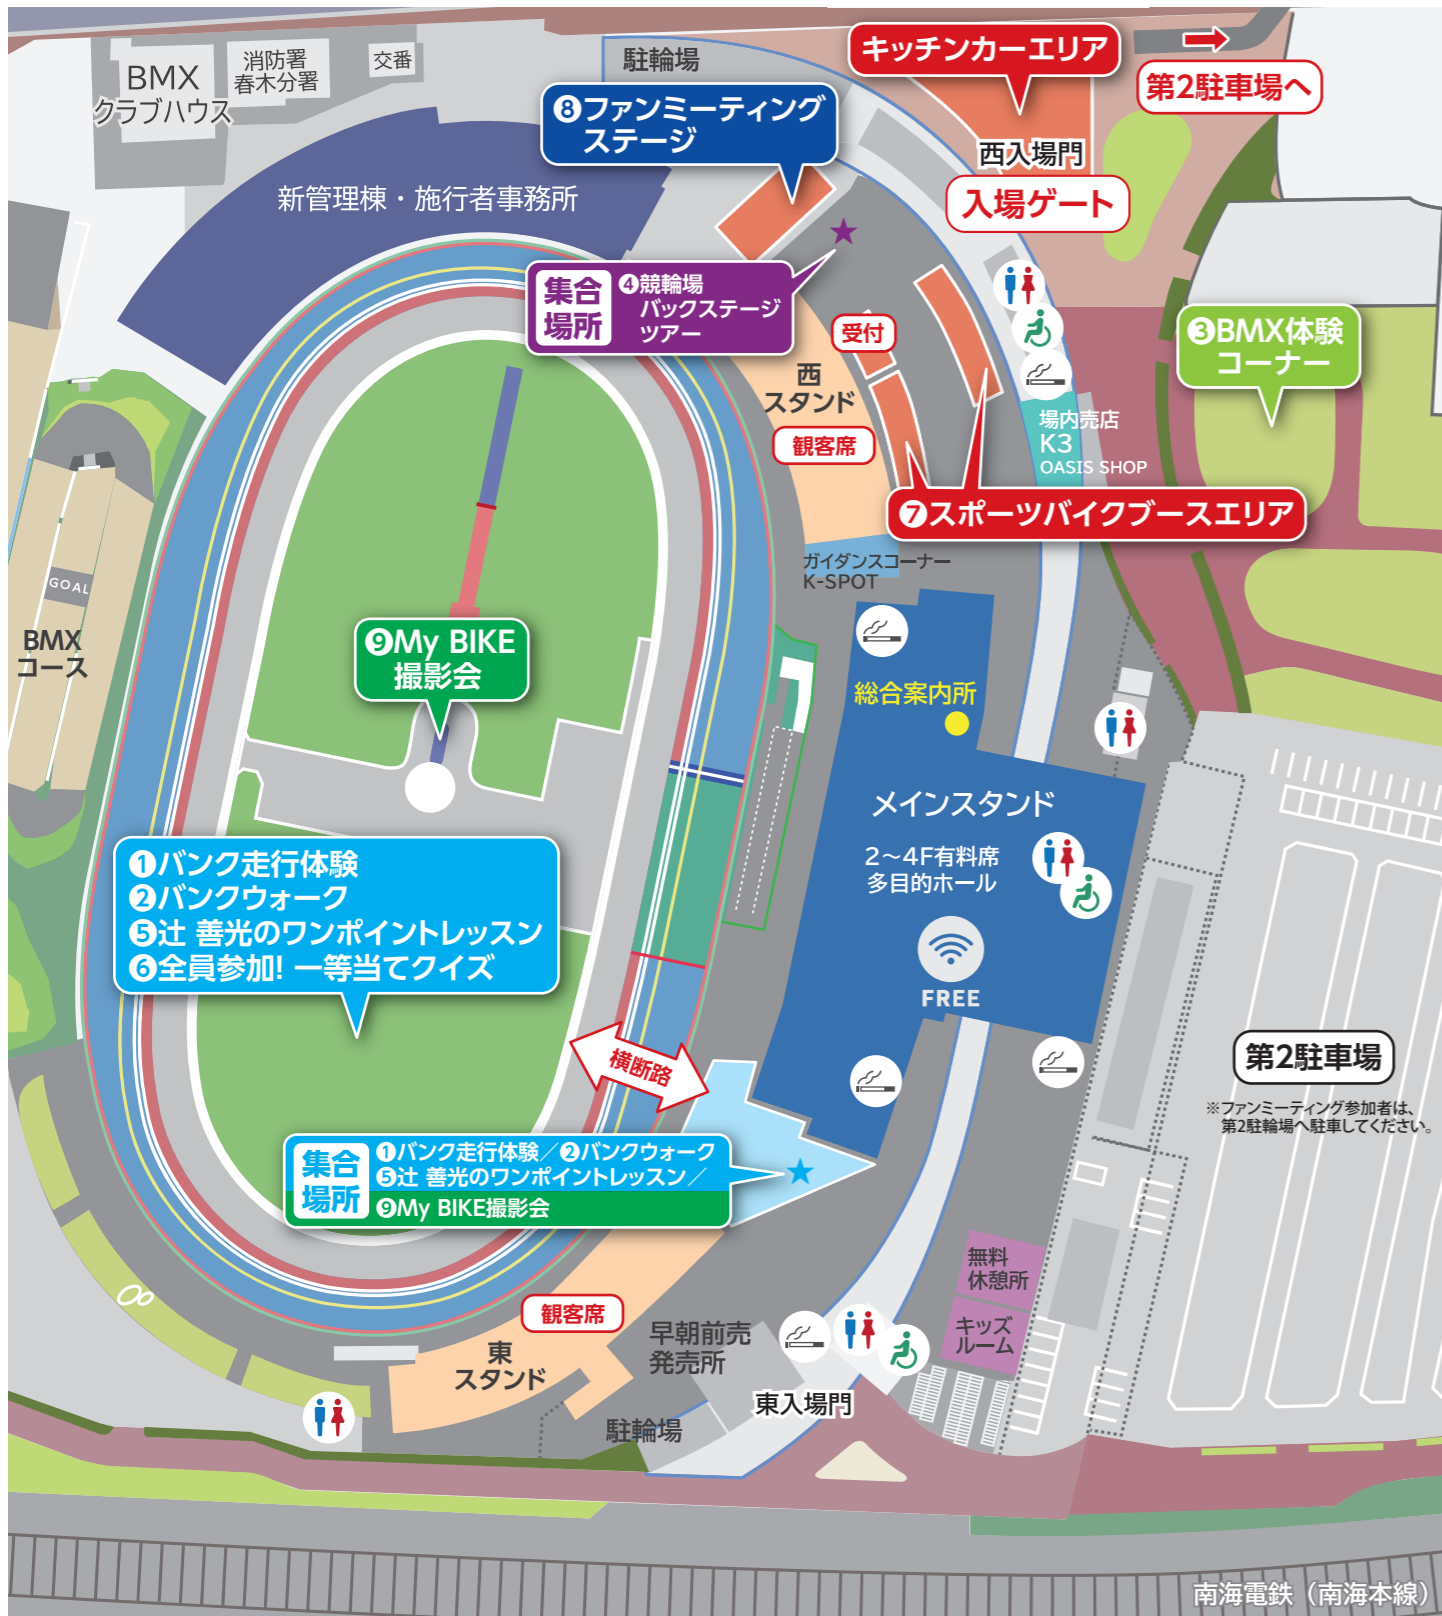 キッチンカーエリア
第2駐車場へ
駐輪場
BMX
クラブハウス
消防署
春木分署
交番
❽ファンミーティング
ステージ
西入場門
入場ゲート
新管理棟・施行者事務所
集合
場所
❹競輪場
バックステージ
ツアー
受付
❸BMX体験
コーナー
西
スタンド
観客席
場内売店
K3
OASIS SHOP
❼スポーツバイクブースエリア
ガイダンスコーナー
K-SPOT
GOAL
BMX
コース
❾My BIKE
撮影会
総合案内所
メインスタンド
2〜4F有料席
多目的ホール
FREE
❶バンク走行体験
❷バンクウォーク
❺辻 善光のワンポイントレッスン
❻全員参加! 一等当てクイズ
横断路
第2駐車場
※ファンミーティング参加者は、
第2駐輪場へ駐車してください。
集合
場所
❶バンク走行体験／❷バンクウォーク
❺辻 善光のワンポイントレッスン／
❾My BIKE撮影会
無料
休憩所
キッズ
ルーム
観客席
東
スタンド
早朝前売
発売所
東入場門
駐輪場
南海電鉄（南海本線）